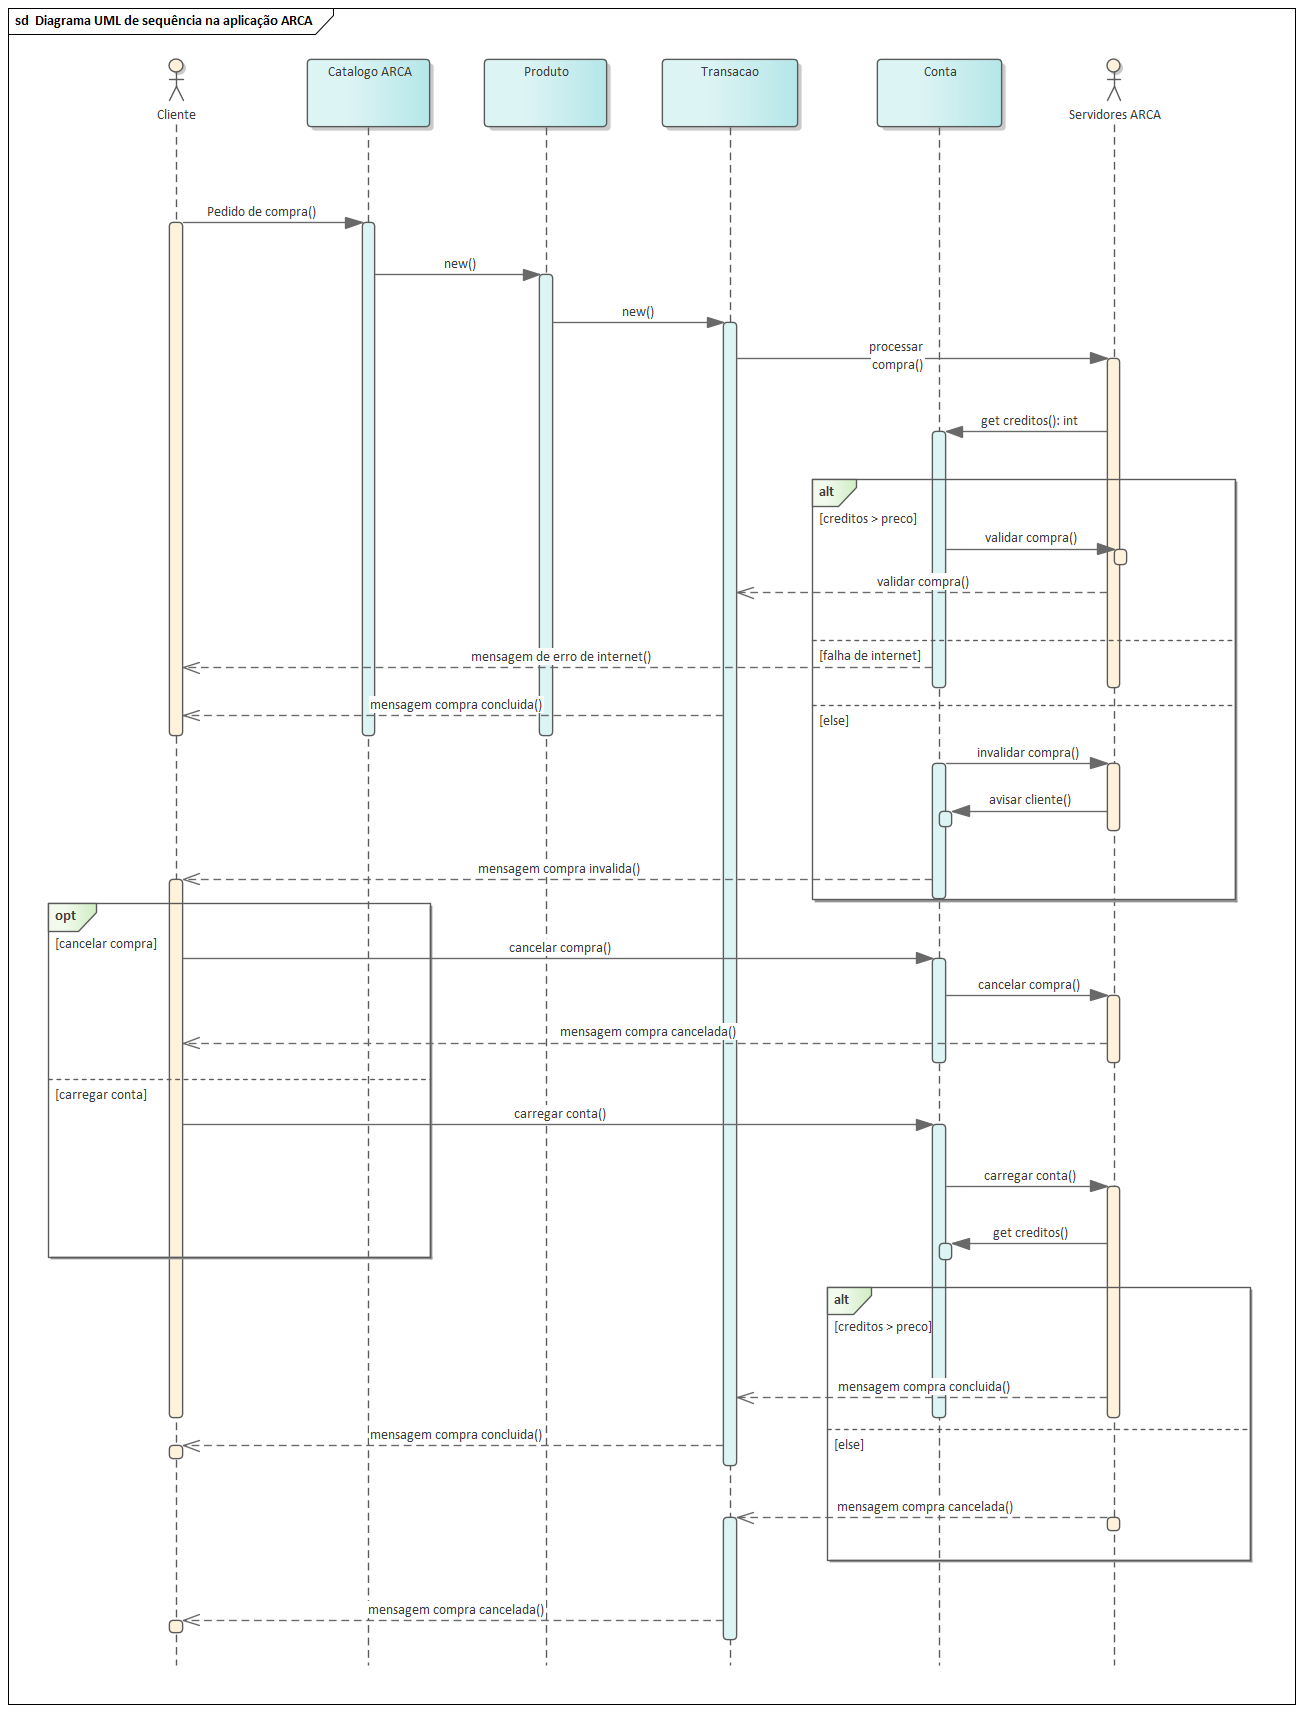 sd Diagrama UML de sequência na aplicação ARCA
Cliente
Catalogo ARCA
Produto
Transacao
Conta
Servidores ARCA
Pedido de compra()
new()
new()
processar
compra()
get creditos(): int
alt
[creditos > preco]
validar compra()
validar compra()
mensagem de erro de internet()
[falha de internet]
mensagem compra concluida()
[else]
invalidar compra()
avisar cliente()
mensagem compra invalida()
opt
[cancelar compra]
cancelar compra()
cancelar compra()
mensagem compra cancelada()
[carregar conta]
carregar conta()
carregar conta()
get creditos()
alt
[creditos > preco]
mensagem compra concluida()
mensagem compra concluida()
[else]
mensagem compra cancelada()
mensagem compra cancelada()